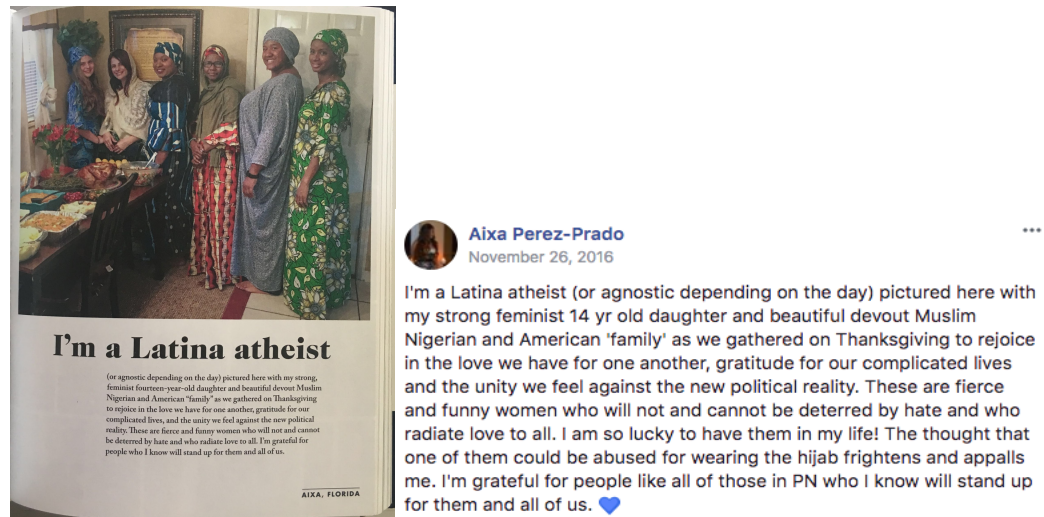 I'm a Latina atheist
(or agnostic depending on the day) pictured here with my strong,
feminist fourteen-year-old daughter and beautiful devout Muslim
Nigerian and American "family" as we gathered on Thanksgiving
to rejoice in the love we have for one another, gratitude for our
complicated lives, and the unity we feel against the new political
reality. These are fierce and funny women who will not and cannot
be deterred by hate and who radiate love to all. I'm grateful for
people who I know will stand up for them and all of us.
AIXA, FLORIDA
Aixa Perez-Prado
November 26, 2016
I'm a Latina atheist (or agnostic depending on the day) pictured here with
my strong feminist 14 yr old daughter and beautiful devout Muslim
Nigerian and American 'family' as we gathered on Thanksgiving to rejoice
in the love we have for one another, gratitude for our complicated lives
and the unity we feel against the new political reality. These are fierce
and funny women who will not and cannot be deterred by hate and who
radiate love to all. I am so lucky to have them in my life! The thought that
one of them could be abused for wearing the hijab frightens and appalls
me. I'm grateful for people like all of those in PN who I know will stand up
for them and all of us. 💙